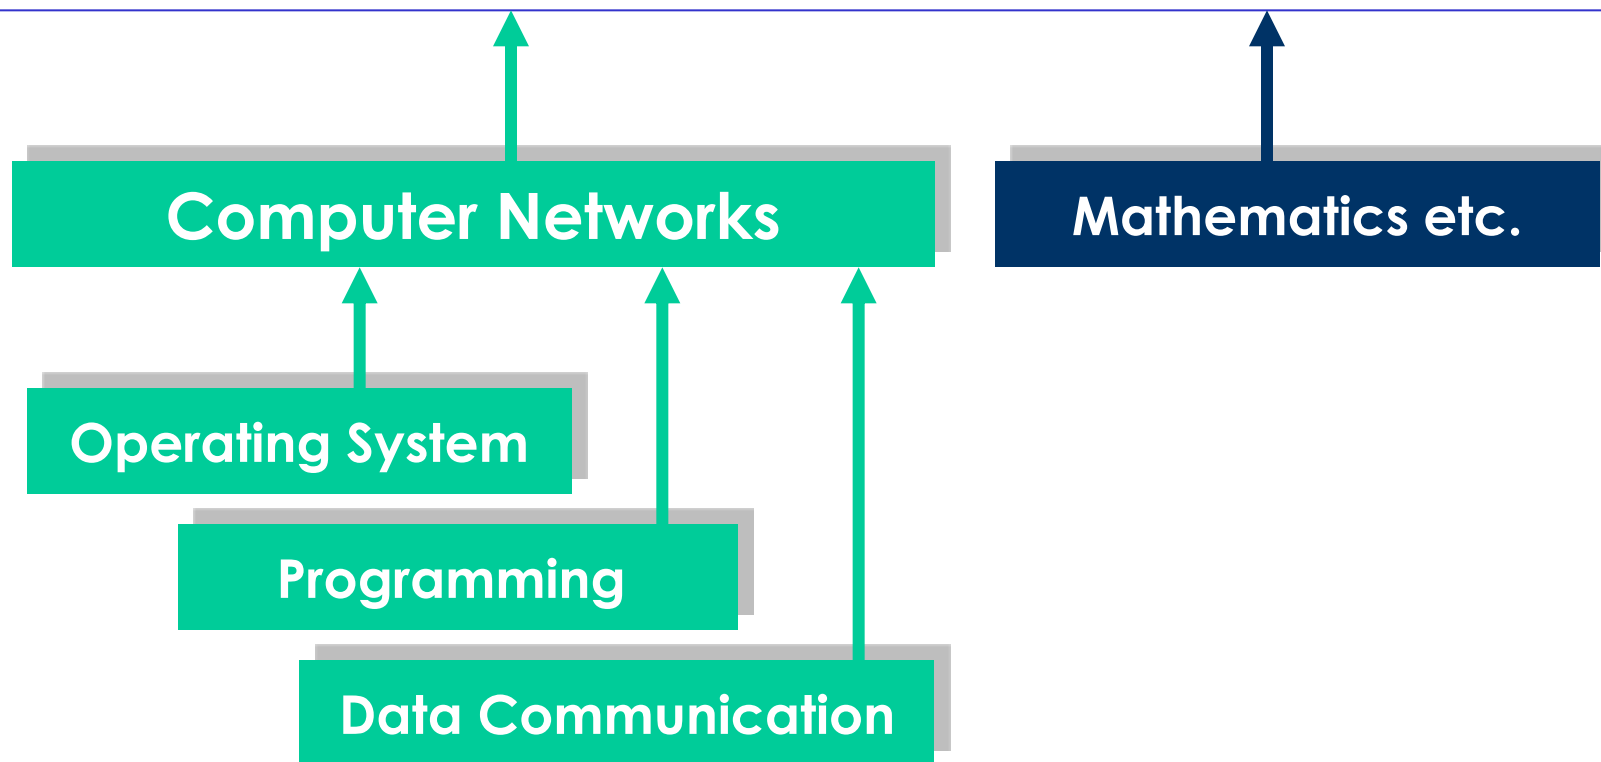 Computer Networks
Mathematics etc.
Operating System
Programming
Data Communication